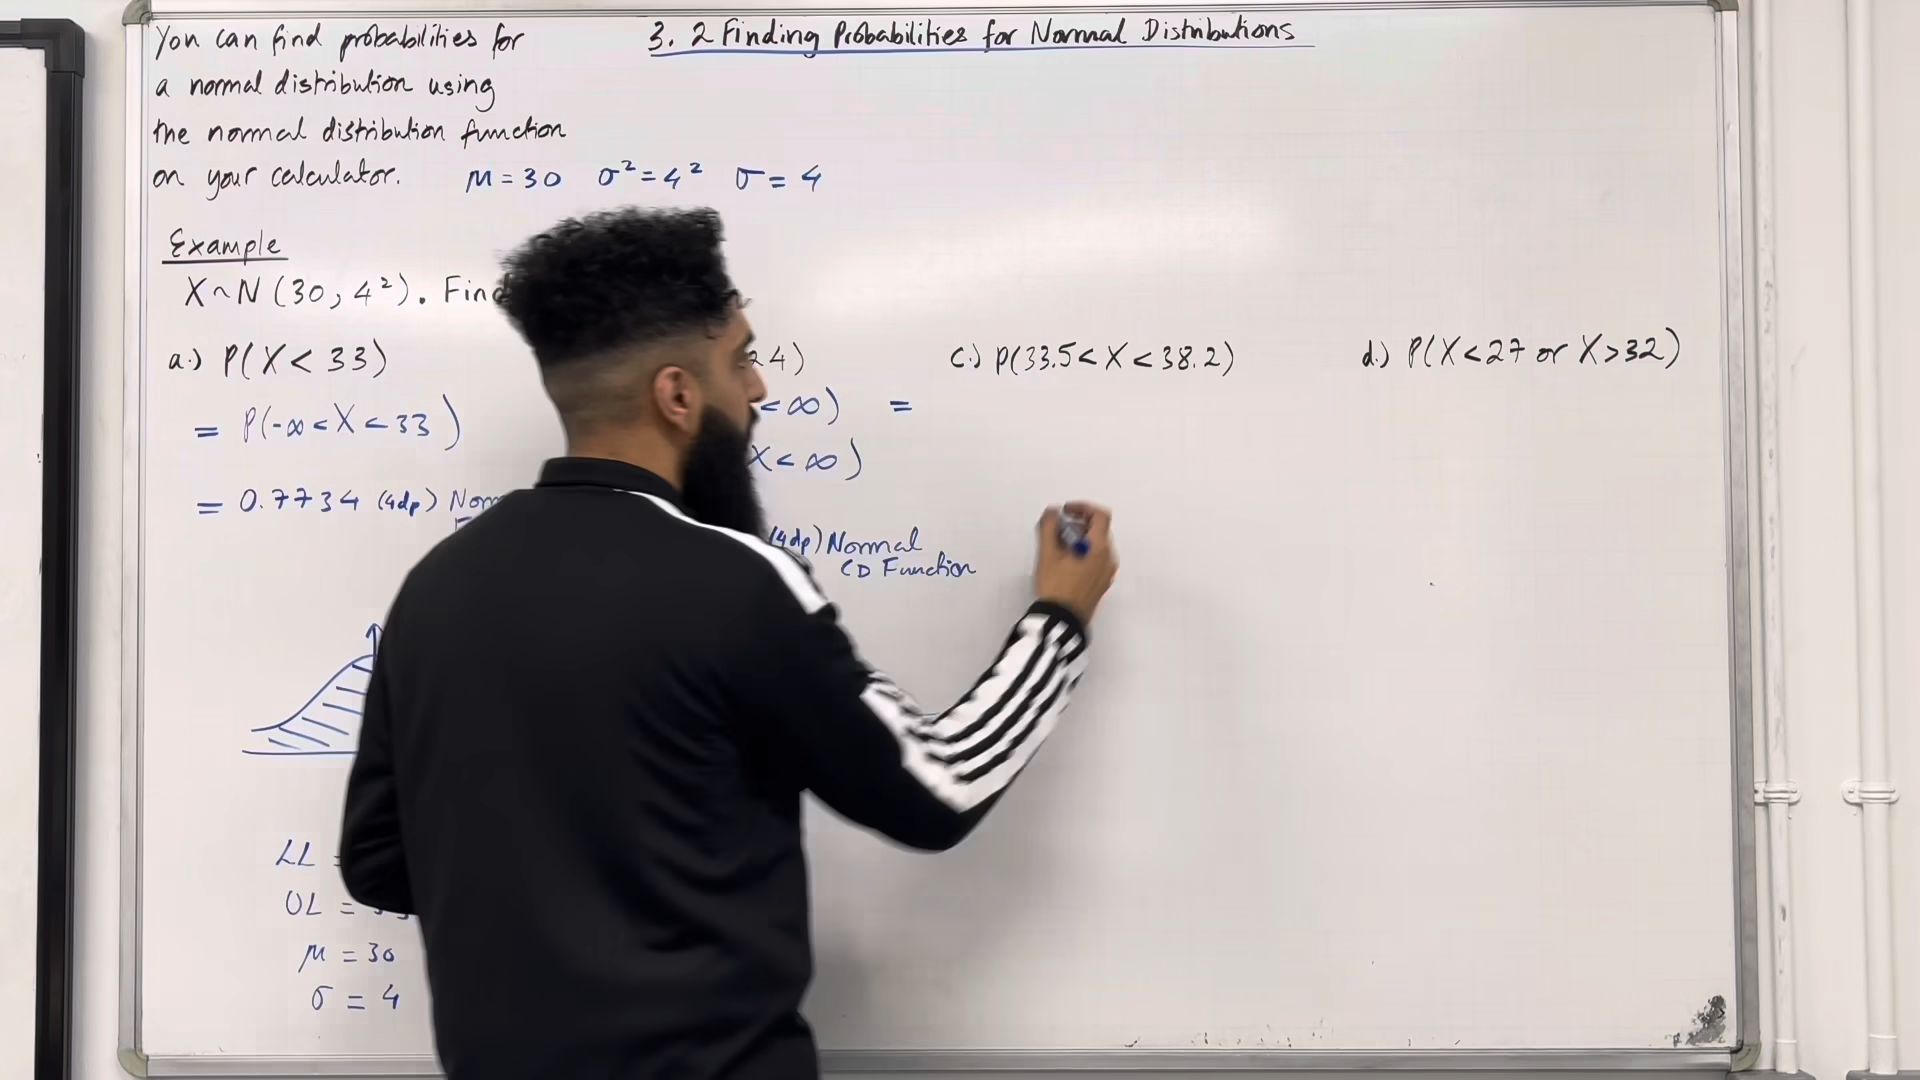 3. 2 Finding Probabilities for Normal Distributions
You can find probabilities for
a normal distribution using
the normal distribution function
on your calculator. μ = 30 σ² = 4² σ = 4
Example
X ~ N (30, 4²). Find
a.) P(X < 33)
= P(-∞ < X < 33)
= 0.7734 (4dp)
LL =
UL =
μ = 30
σ = 4
24)
< ∞) =
X < ∞)
(4dp) Normal
CD Function
c.) P(33.5 < X < 38.2)
d.) P(X < 27 or X > 32)